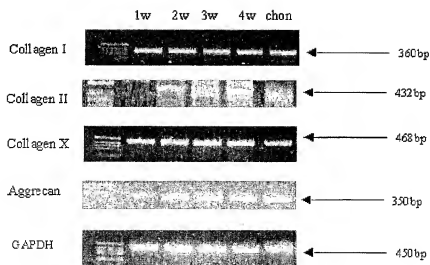 1w 2w 3w 4w chon
Collagen I 360bp
Collagen II 432bp
Collagen X 468bp
Aggrecan 350bp
GAPDH 450bp